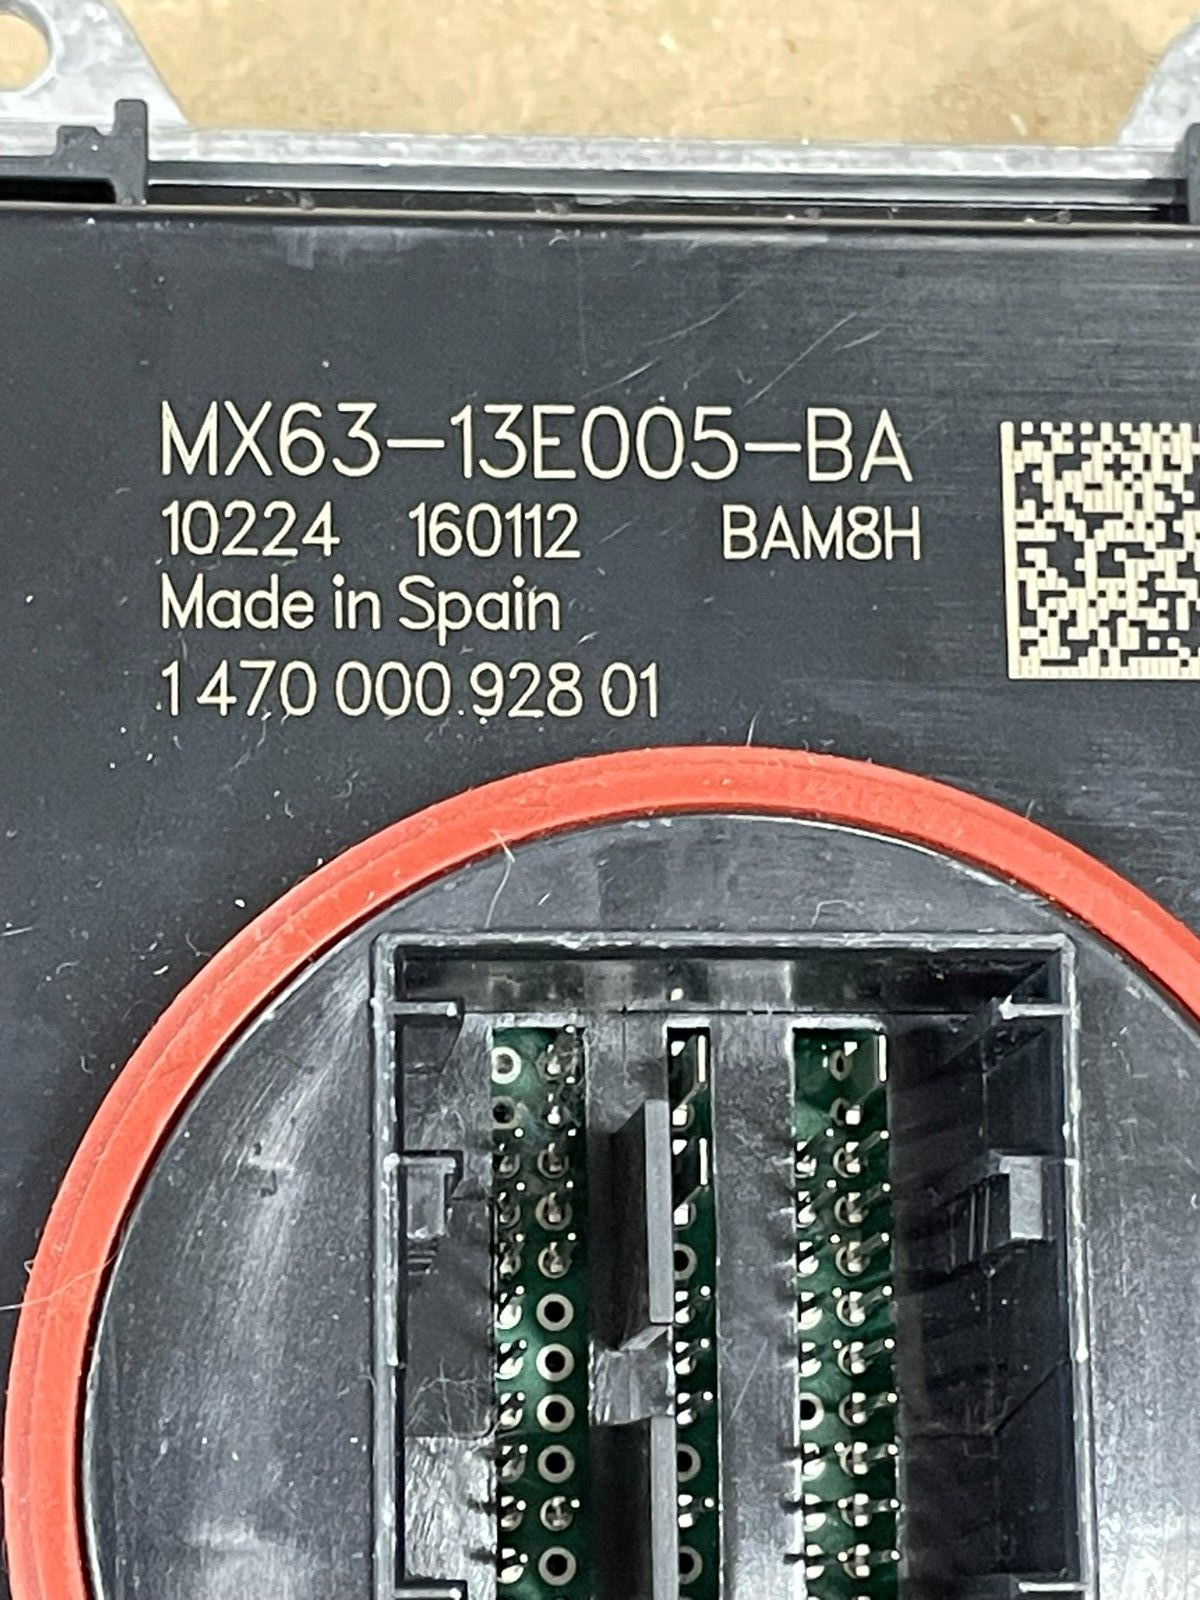 MX63-13E005-BA
10224 160112 BAM8H
Made in Spain
1 470 000 928 01